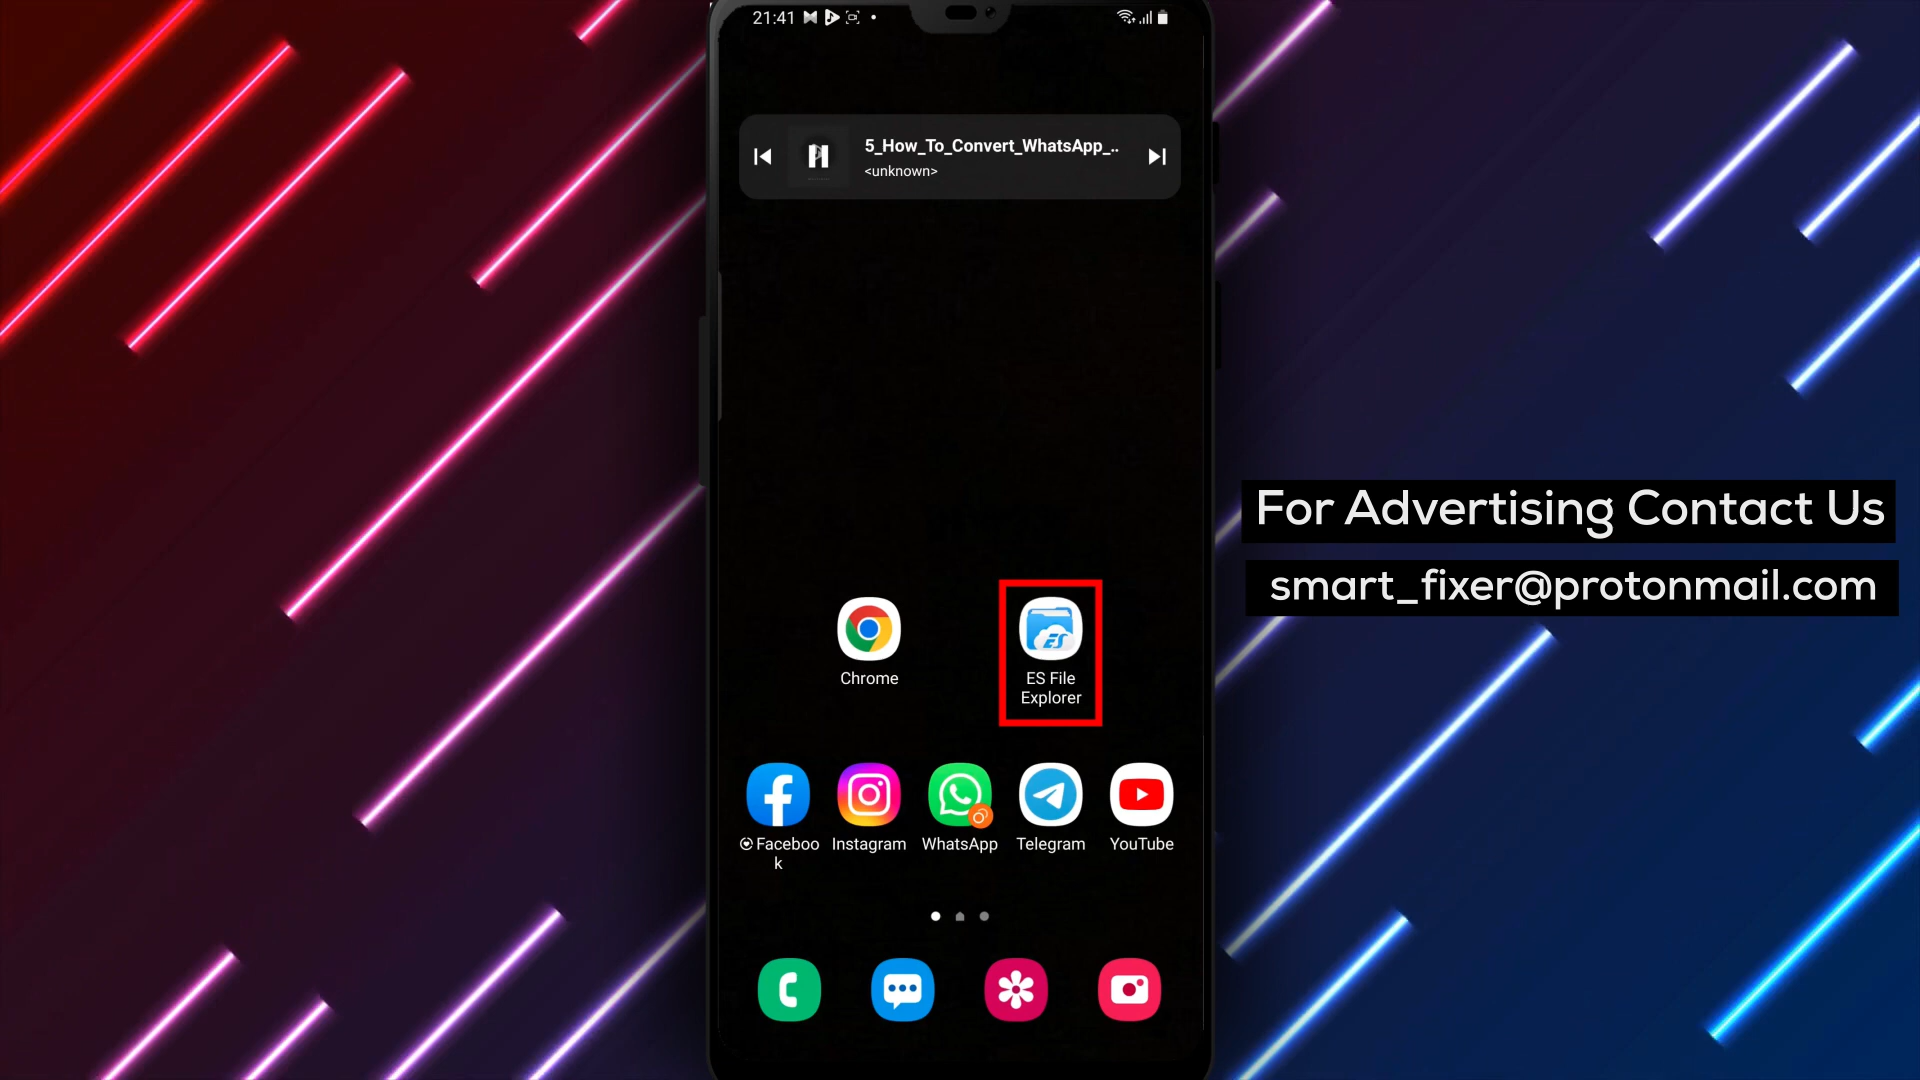 21:41
5_How_To_Convert_WhatsApp_..
<unknown>
For Advertising Contact Us
smart_fixer@protonmail.com
ES
Chrome
ES File
Explorer
Faceboo
k
Instagram
WhatsApp
Telegram
YouTube